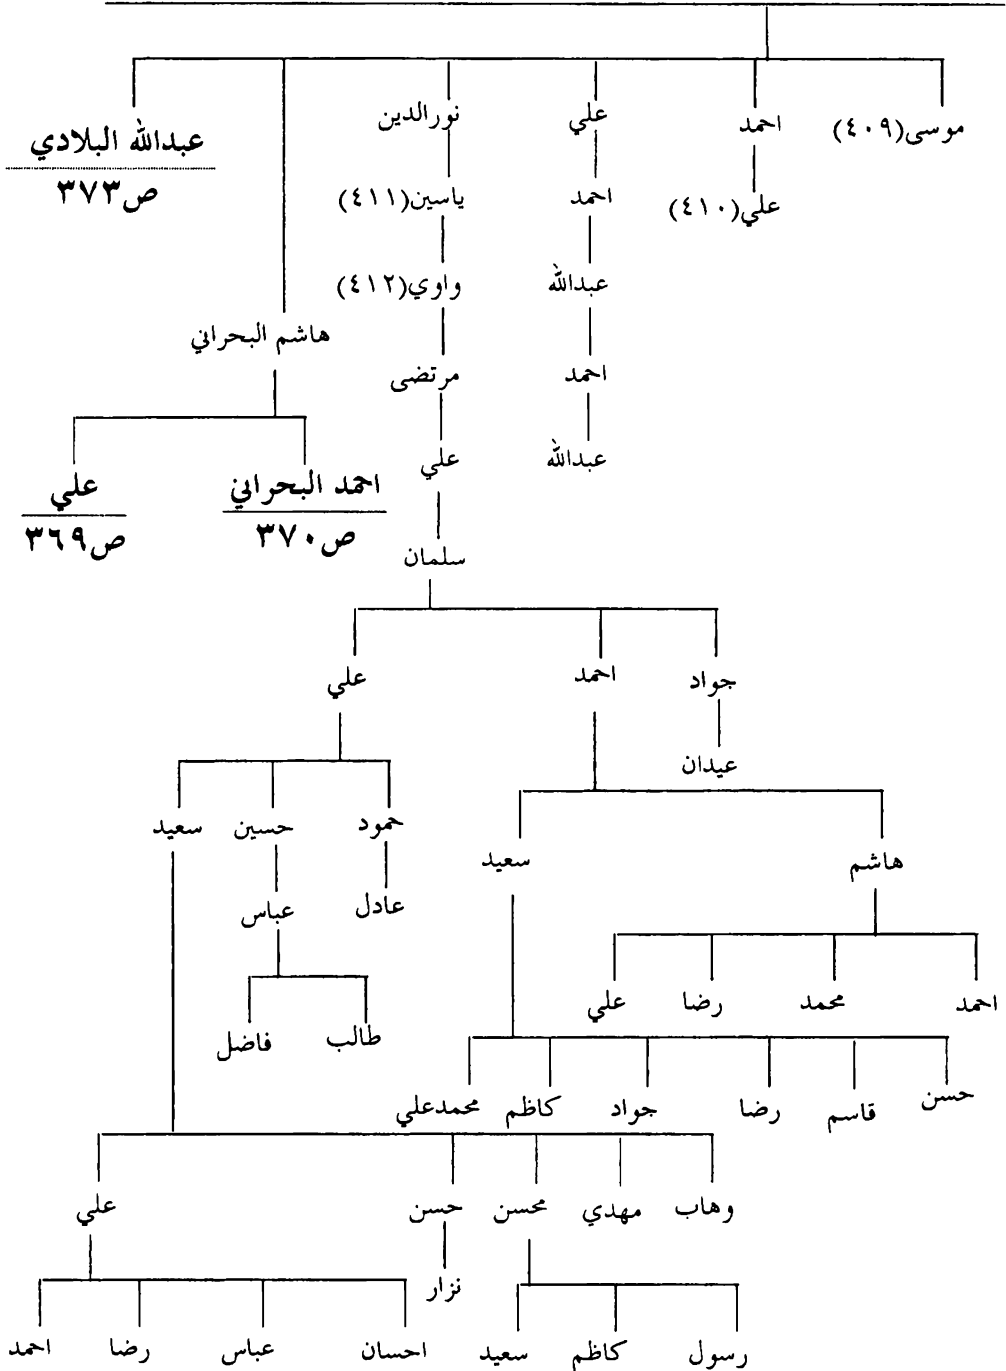 موسى(٤٠٩) احمد علي نورالدين عبدالله البلادي
علي(٤١٠) احمد ياسين(٤١١) ص٣٧٣
عبدالله واوي(٤١٢)
هاشم البحراني
احمد مرتضى
عبدالله علي
احمد البحراني علي
ص٣٧٠ ص٣٦٩
سلمان
جواد احمد علي
عيدان
حمود حسين سعيد
هاشم سعيد
عادل عباس
احمد محمد رضا علي
طالب فاضل
حسن قاسم رضا جواد كاظم محمدعلي
وهاب مهدي محسن حسن علي
نزار
رسول كاظم سعيد احسان عباس رضا احمد